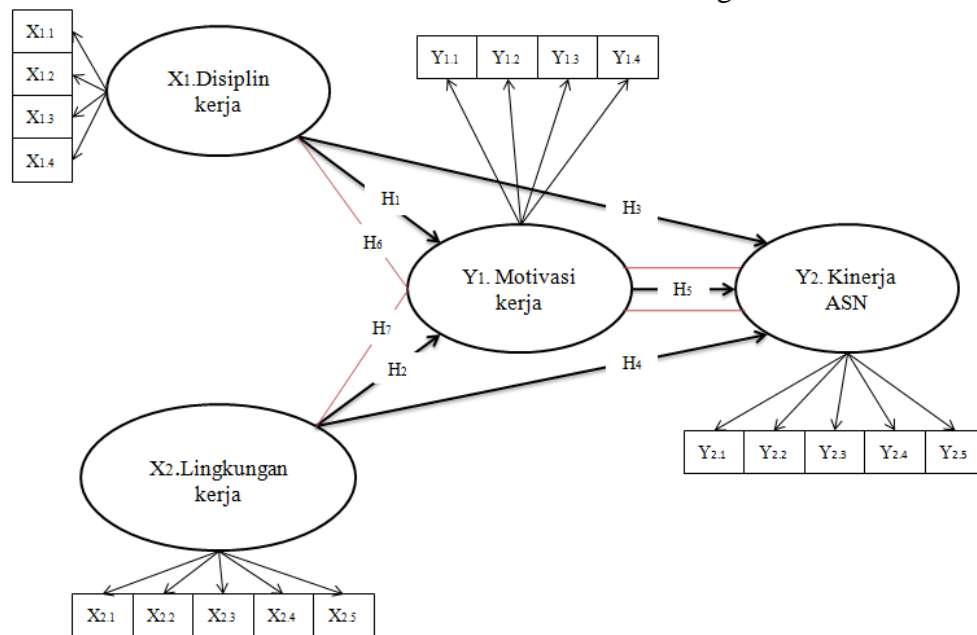 X1.1
X1.2
X1.3
X1.4
X1.Disiplin
kerja
Y1.1 Y1.2 Y1.3 Y1.4
H1
H3
H6
Y1. Motivasi
kerja
H5
Y2. Kinerja
ASN
H7
H2
H4
X2.Lingkungan
kerja
Y2.1 Y2.2 Y2.3 Y2.4 Y2.5
X2.1 X2.2 X2.3 X2.4 X2.5